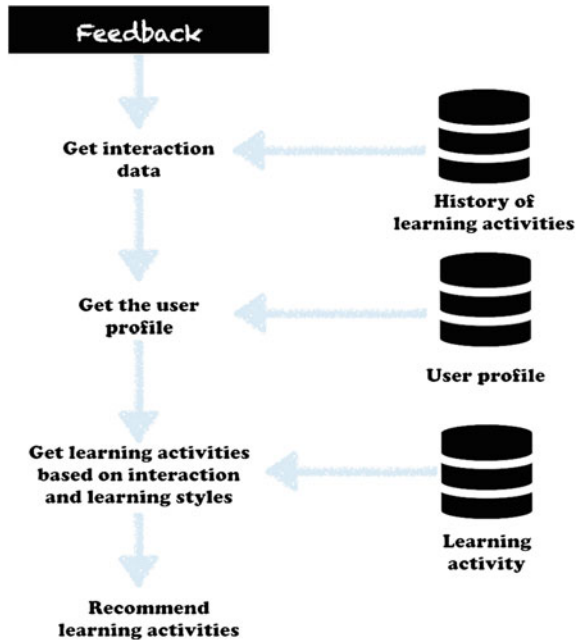 Feedback
Get interaction
data
History of
learning activities
Get the user
profile
User profile
Get learning activities
based on interaction
and learning styles
Learning
activity
Recommend
learning activities